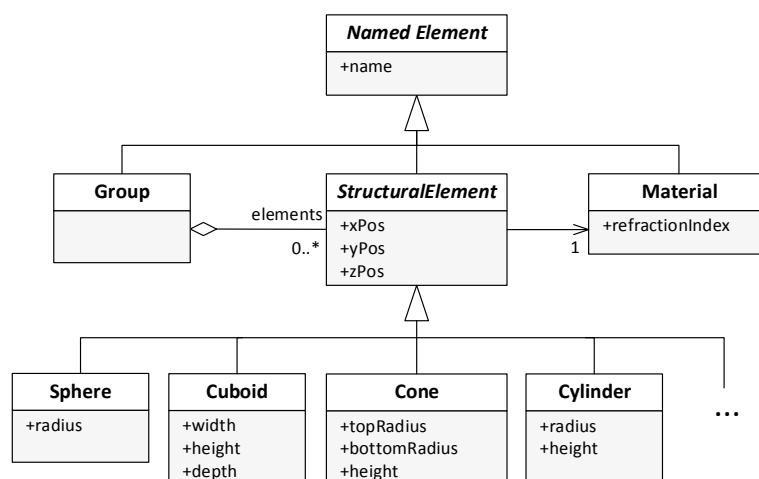 Named Element
+name
Group
StructuralElement
Material
elements
+xPos
+refractionIndex
0..*
+yPos
1
+zPos
Sphere
Cuboid
Cone
Cylinder
...
+radius
+width
+topRadius
+radius
+height
+bottomRadius
+height
+depth
+height